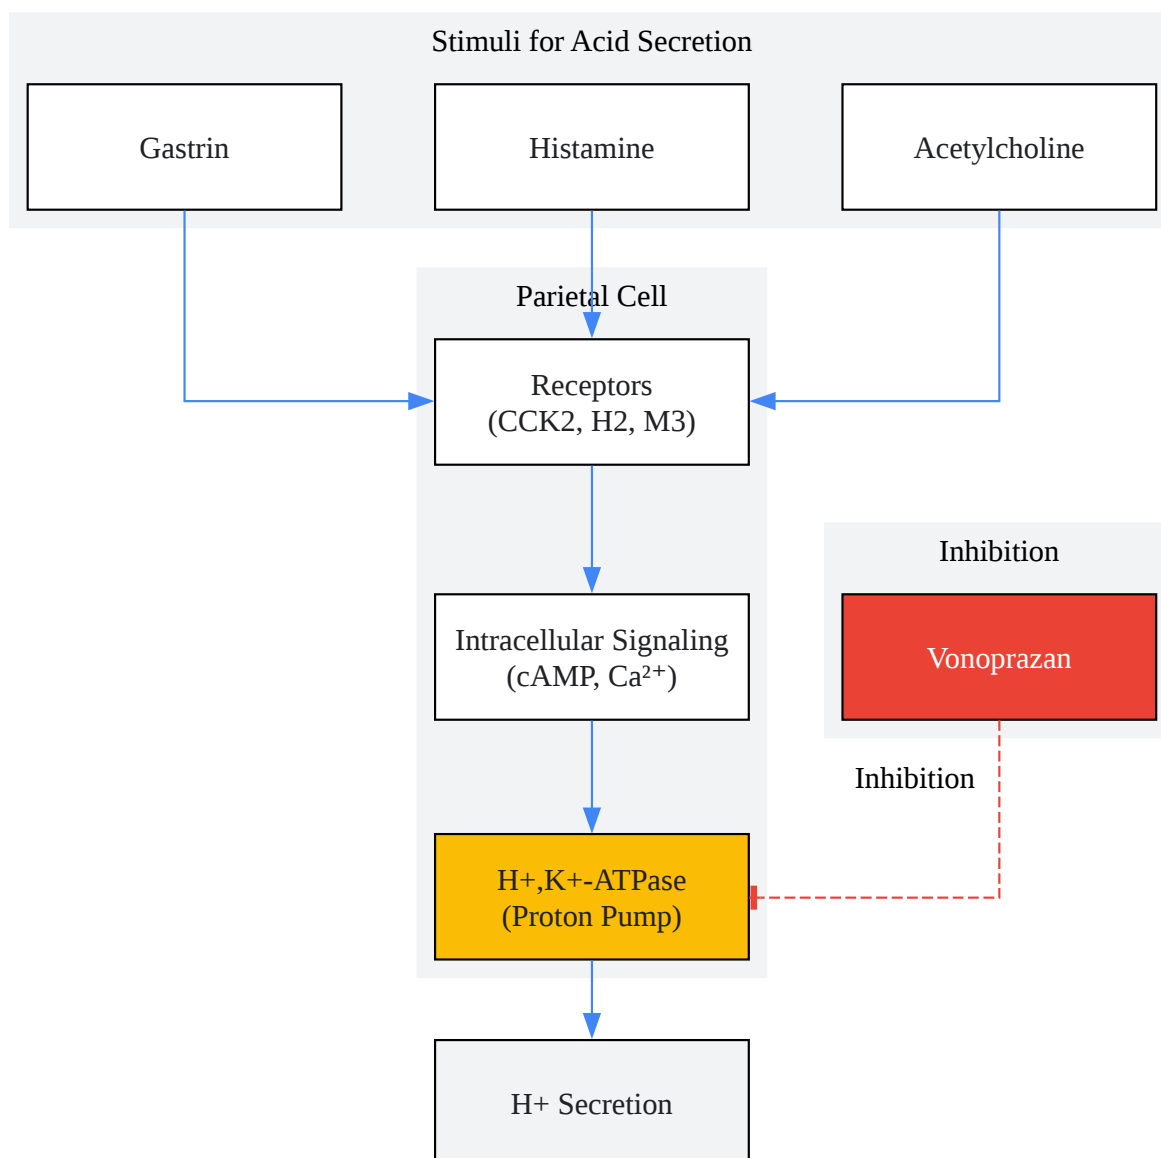 Stimuli for Acid Secretion
Gastrin
Histamine
Acetylcholine
Parietal Cell
Receptors
(CCK2, H2, M3)
Inhibition
Intracellular Signaling
(cAMP, Ca²⁺)
Vonoprazan
Inhibition
H+,K+-ATPase
(Proton Pump)
H+ Secretion